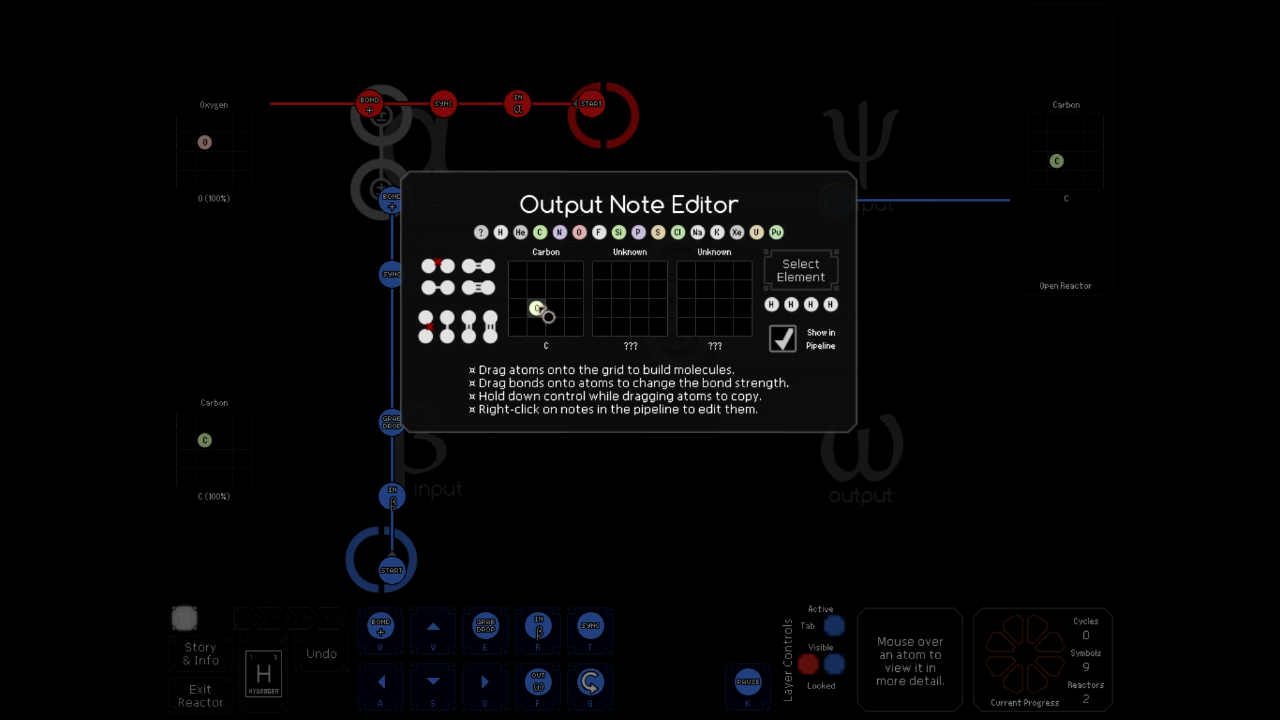 Oxygen
O
O (100%)
BOND +
SYNC
IN α
START
α
ψ
output
Carbon
C
C
Open Reactor
BOND +
SYNC
GRAB DROP
IN β
START
Carbon
C
C (100%)
β
input
ω
output
Output Note Editor
? H He C N O F Si P S Cl Na K Xe U Pu
Carbon
Unknown
Unknown
C
???
???
Select
Element
H H H H
Show in
Pipeline
¤ Drag atoms onto the grid to build molecules.
¤ Drag bonds onto atoms to change the bond strength.
¤ Hold down control while dragging atoms to copy.
¤ Right-click on notes in the pipeline to edit them.
Story
& Info
Exit
Reactor
1 1
H
HYDROGEN
Undo
BOND +
GRAB DROP
IN β
SYNC
Q W E R T
OUT ω
A S D F G
PAUSE
K
Layer Controls
Active
Tab
Visible
Locked
Mouse over
an atom to
view it in
more detail.
Cycles
0
Symbols
9
Reactors
2
Current Progress